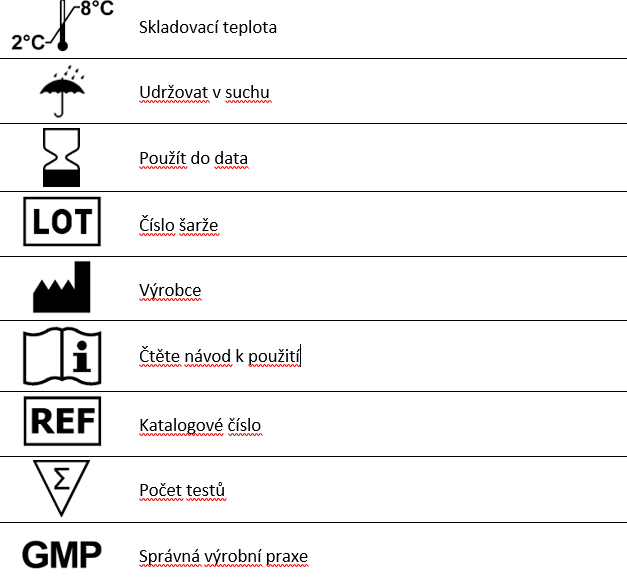 8°C
2°C
Skladovací teplota
Udržovat v suchu
Použít do data
LOT
Číslo šarže
Výrobce
i
Čtěte návod k použití
REF
Katalogové číslo
Σ
Počet testů
GMP
Správná výrobní praxe